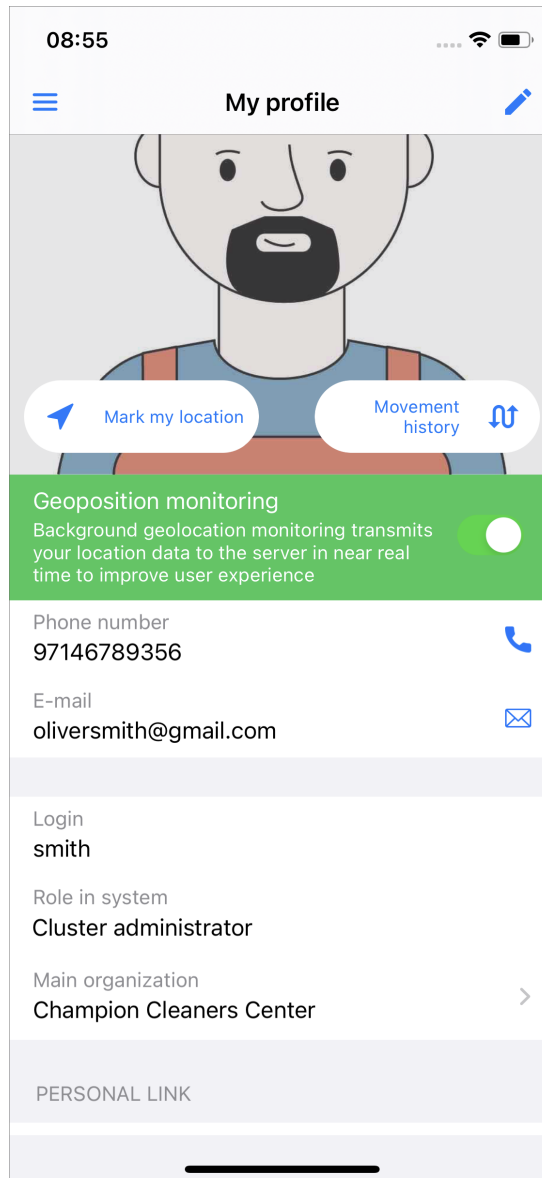 08:55
My profile
Mark my location
Movement
history
Geoposition monitoring
Background geolocation monitoring transmits
your location data to the server in near real
time to improve user experience
Phone number
97146789356
E-mail
oliversmith@gmail.com
Login
smith
Role in system
Cluster administrator
Main organization
Champion Cleaners Center
PERSONAL LINK